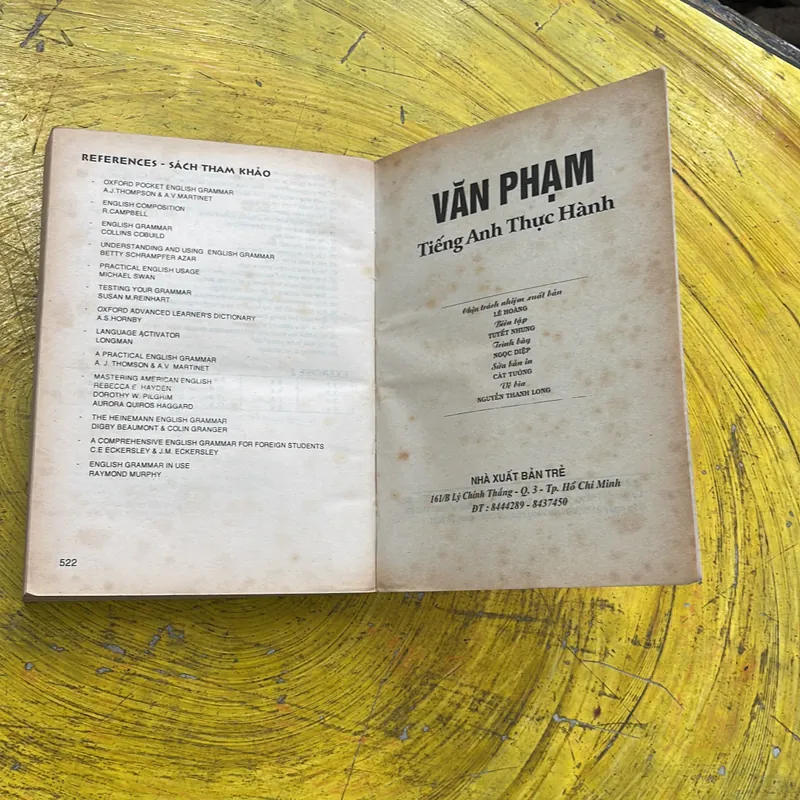 REFERENCES - SÁCH THAM KHẢO
- OXFORD POCKET ENGLISH GRAMMAR
A.J.THOMPSON & A.V.MARTINET
- ENGLISH COMPOSITION
R.CAMPBELL
- ENGLISH GRAMMAR
COLLINS COBUILD
- UNDERSTANDING AND USING ENGLISH GRAMMAR
BETTY SCHRAMPFER AZAR
- PRACTICAL ENGLISH USAGE
MICHAEL SWAN
- TESTING YOUR GRAMMAR
SUSAN M.REINHART
- OXFORD ADVANCED LEARNER'S DICTIONARY
A.S.HORNBY
- LANGUAGE ACTIVATOR
LONGMAN
- A PRACTICAL ENGLISH GRAMMAR
A. J. THOMSON & A.V. MARTINET
- MASTERING AMERICAN ENGLISH
REBECCA E. HAYDEN
DOROTHY W. PILGRIM
AURORA QUIROS HAGGARD
- THE HEINEMANN ENGLISH GRAMMAR
DIGBY BEAUMONT & COLIN GRANGER
- A COMPREHENSIVE ENGLISH GRAMMAR FOR FOREIGN STUDENTS
C.E ECKERSLEY & J.M. ECKERSLEY
- ENGLISH GRAMMAR IN USE
RAYMOND MURPHY
522
VĂN PHẠM
Tiếng Anh Thực Hành
Chịu trách nhiệm xuất bản
LÊ HOÀNG
Biên tập
TUYẾT NHUNG
Trình bày
NGỌC DIỆP
Sửa bản in
CÁT TƯỜNG
Vẽ bìa
NGUYỄN THANH LONG
NHÀ XUẤT BẢN TRẺ
161/B Lý Chính Thắng - Q. 3 - Tp. Hồ Chí Minh
ĐT : 8444289 - 8437450